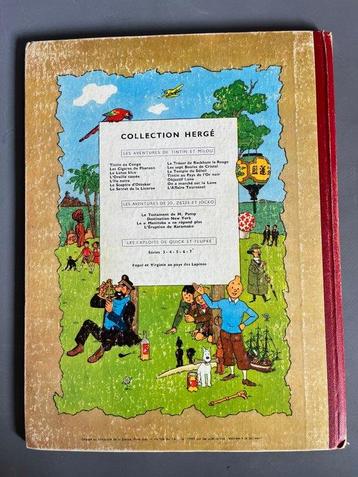 COLLECTION HERGÉ
LES AVENTURES DE TINTIN ET MILOU
Tintin au Congo
Les Cigares du Pharaon
Le Lotus bleu
L'Oreille cassée
L'Ile noire
Le Sceptre d'Ottokar
Le Secret de la Licorne
Le Trésor de Rackham le Rouge
Les sept Boules de Cristal
Le Temple du Soleil
Tintin au Pays de l'Or noir
Objectif Lune
On a marché sur la Lune
L'Affaire Tournesol
LES AVENTURES DE JO, ZETTE ET JOCKO
Le Testament de M. Pump
Destination New York
Le « Manitoba » ne répond plus
L'Eruption du Karamako
LES EXPLOITS DE QUICK ET FLUPKE
Séries 3 - 4 - 5 - 6 - 7
Popol et Virginie au pays des Lapinos